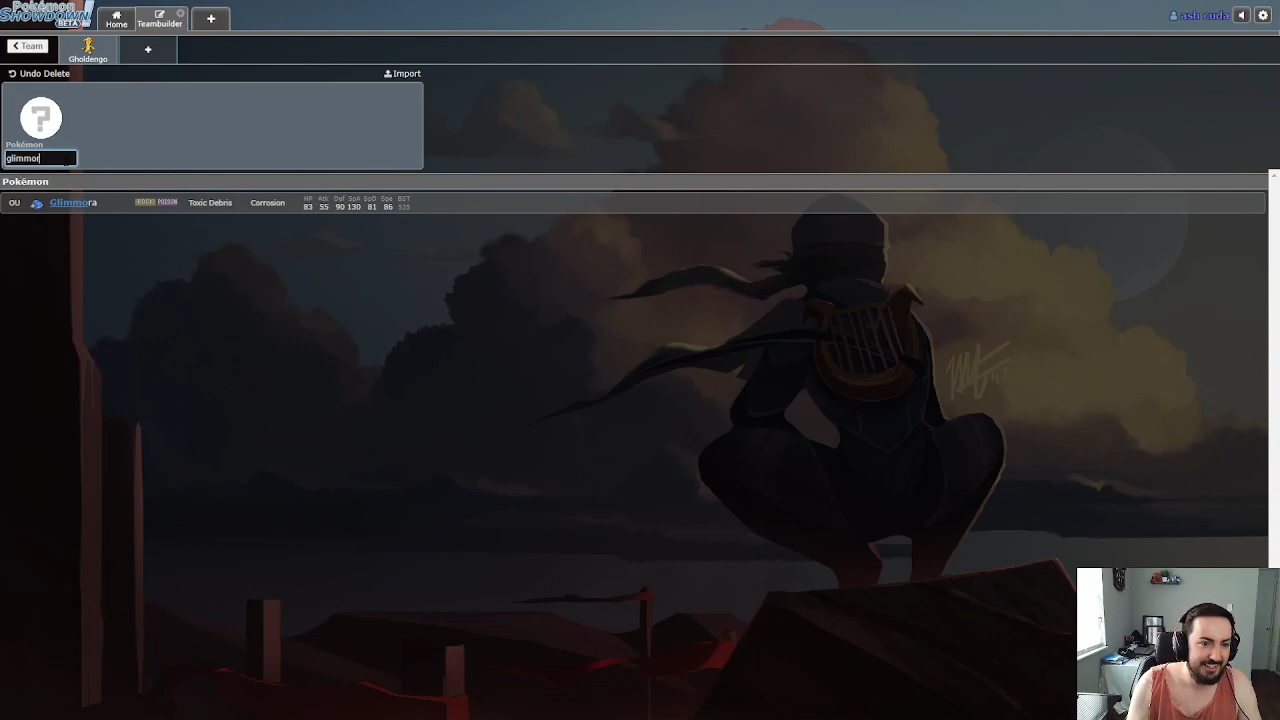 Pokémon
SHOWDOWN!
BETA
Home
Teambuilder
+
ash cuda
Team
Gholdengo
+
Undo Delete
Import
?
Pokémon
glimmor
Pokémon
HP Atk Def SpA SpD Spe BST
OU Glimmora ROCK POISON Toxic Debris Corrosion 83 55 90 130 81 86 525